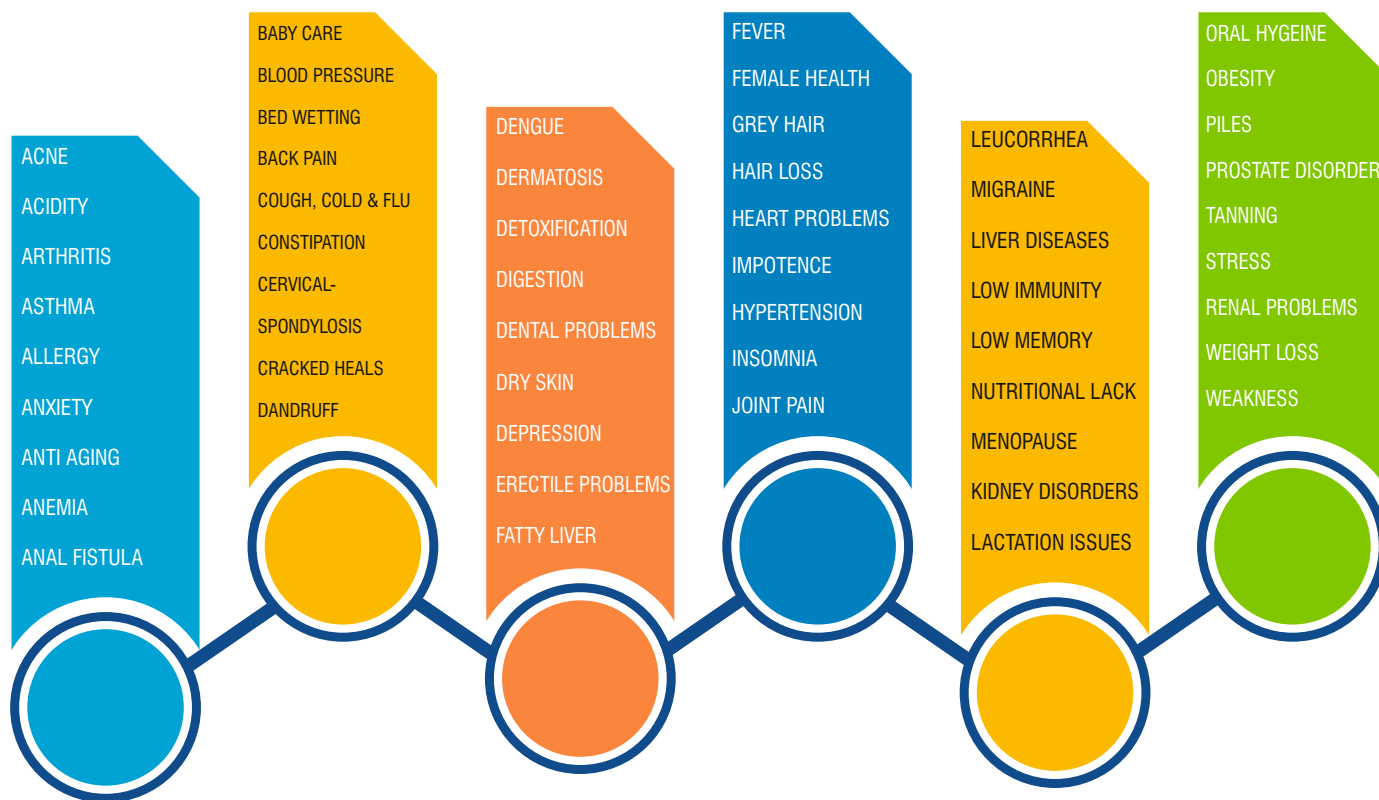 ACNE
ACIDITY
ARTHRITIS
ASTHMA
ALLERGY
ANXIETY
ANTI AGING
ANEMIA
ANAL FISTULA
BABY CARE
BLOOD PRESSURE
BED WETTING
BACK PAIN
COUGH, COLD & FLU
CONSTIPATION
CERVICAL-
SPONDYLOSIS
CRACKED HEALS
DANDRUFF
DENGUE
DERMATOSIS
DETOXIFICATION
DIGESTION
DENTAL PROBLEMS
DRY SKIN
DEPRESSION
ERECTILE PROBLEMS
FATTY LIVER
FEVER
FEMALE HEALTH
GREY HAIR
HAIR LOSS
HEART PROBLEMS
IMPOTENCE
HYPERTENSION
INSOMNIA
JOINT PAIN
LEUCORRHEA
MIGRAINE
LIVER DISEASES
LOW IMMUNITY
LOW MEMORY
NUTRITIONAL LACK
MENOPAUSE
KIDNEY DISORDERS
LACTATION ISSUES
ORAL HYGEINE
OBESITY
PILES
PROSTATE DISORDER
TANNING
STRESS
RENAL PROBLEMS
WEIGHT LOSS
WEAKNESS